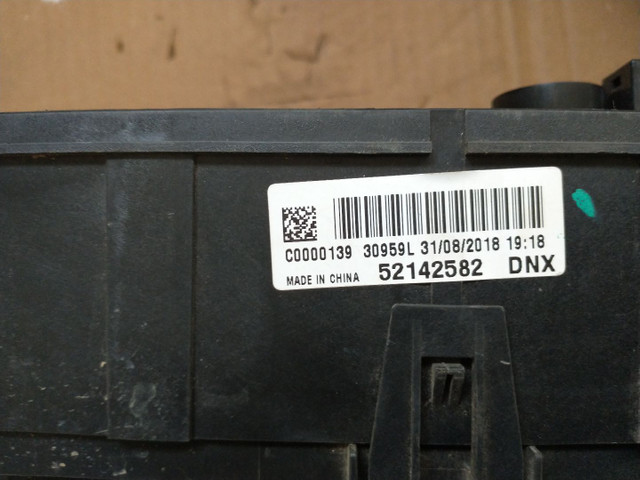 C0000139 30959L 31/08/2018 19:18
MADE IN CHINA 52142582 DNX